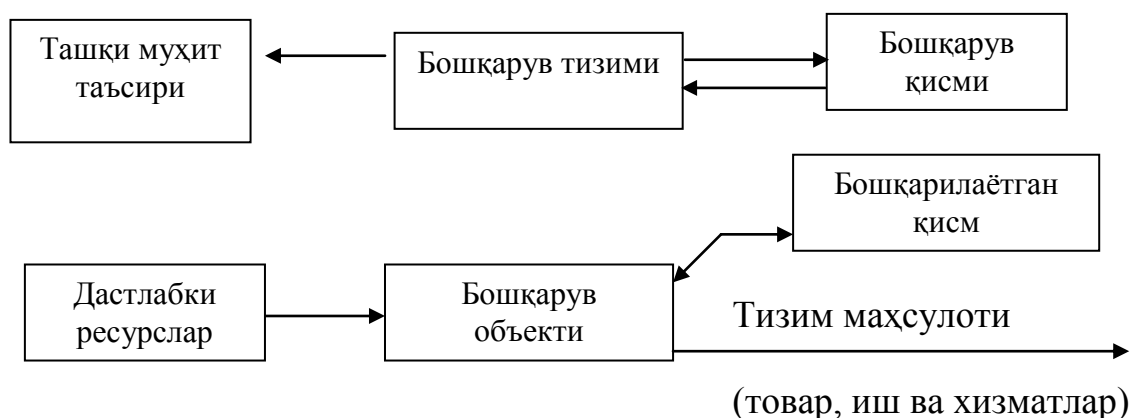 Ташқи муҳит
таъсири
Бошқарув тизими
Бошқарув
қисми
Бошқарилаётган
қисм
Дастлабки
ресурслар
Бошқарув
объекти
Тизим маҳсулоти
(товар, иш ва хизматлар)